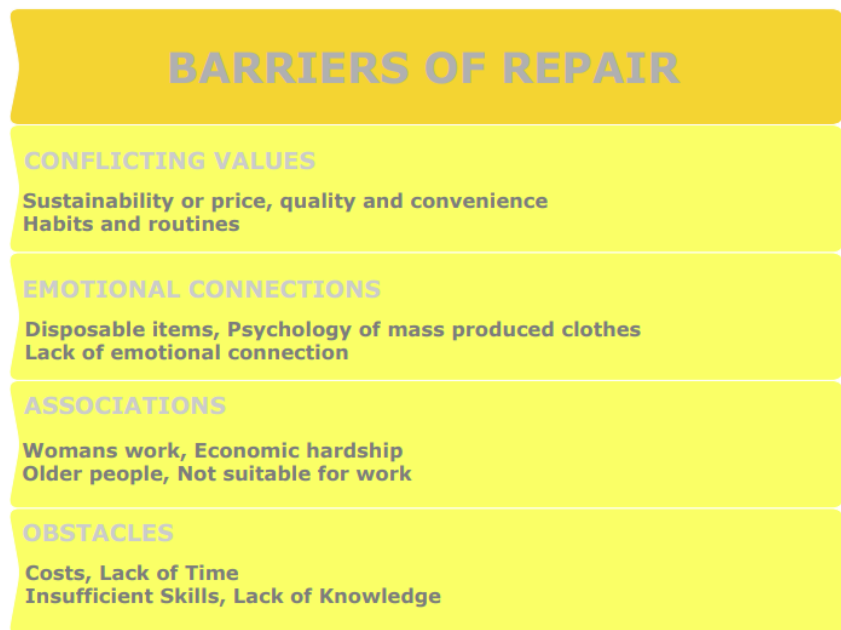 BARRIERS OF REPAIR
CONFLICTING VALUES
Sustainability or price, quality and convenience
Habits and routines
EMOTIONAL CONNECTIONS
Disposable items, Psychology of mass produced clothes
Lack of emotional connection
ASSOCIATIONS
Womans work, Economic hardship
Older people, Not suitable for work
OBSTACLES
Costs, Lack of Time
Insufficient Skills, Lack of Knowledge